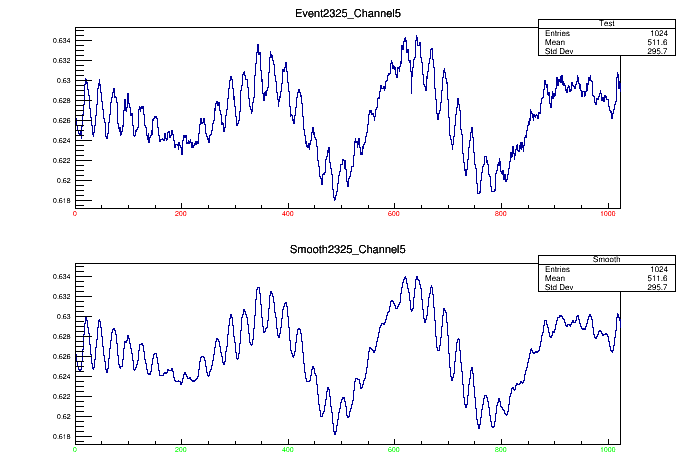 Event2325_Channel5
Test
Entries 1024
Mean 511.6
Std Dev 295.7
0.634
0.632
0.63
0.628
0.626
0.624
0.622
0.62
0.618
0 200 400 600 800 1000
Smooth2325_Channel5
Smooth
Entries 1024
Mean 511.6
Std Dev 295.7
0.634
0.632
0.63
0.628
0.626
0.624
0.622
0.62
0.618
0 200 400 600 800 1000